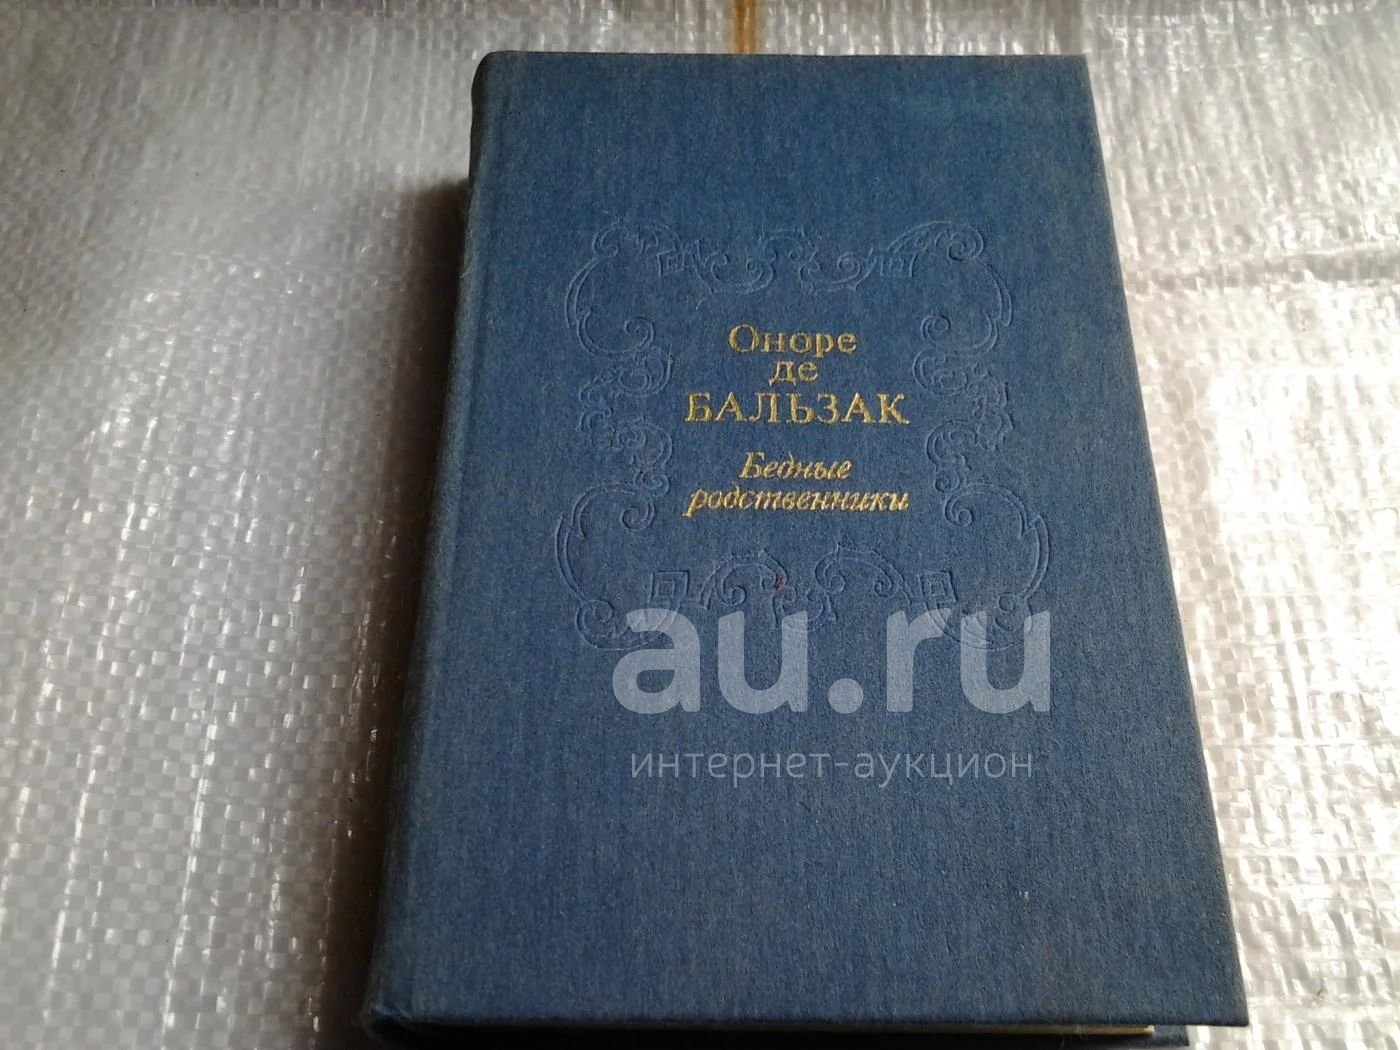 Оноре
де
БАЛЬЗАК
Бедные
родственники
au.ru
интернет-аукцион